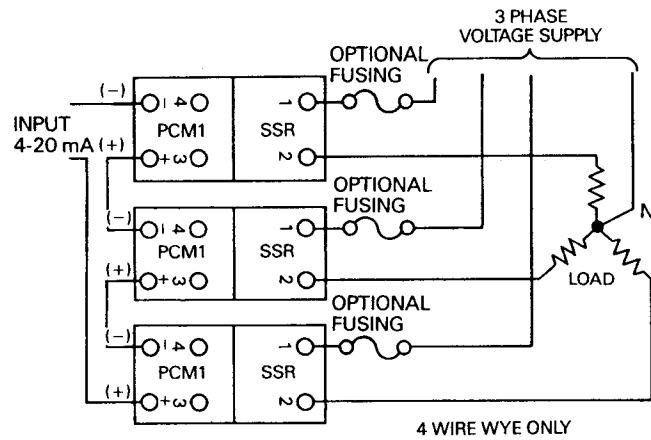 3 PHASE
VOLTAGE SUPPLY
OPTIONAL
FUSING
INPUT
4-20 mA
(-)
(+)
- 4
PCM1
+ 3
SSR
1
2
OPTIONAL
FUSING
(-)
(+)
- 4
PCM1
+ 3
SSR
1
2
N
LOAD
OPTIONAL
FUSING
(-)
(+)
- 4
PCM1
+ 3
SSR
1
2
4 WIRE WYE ONLY